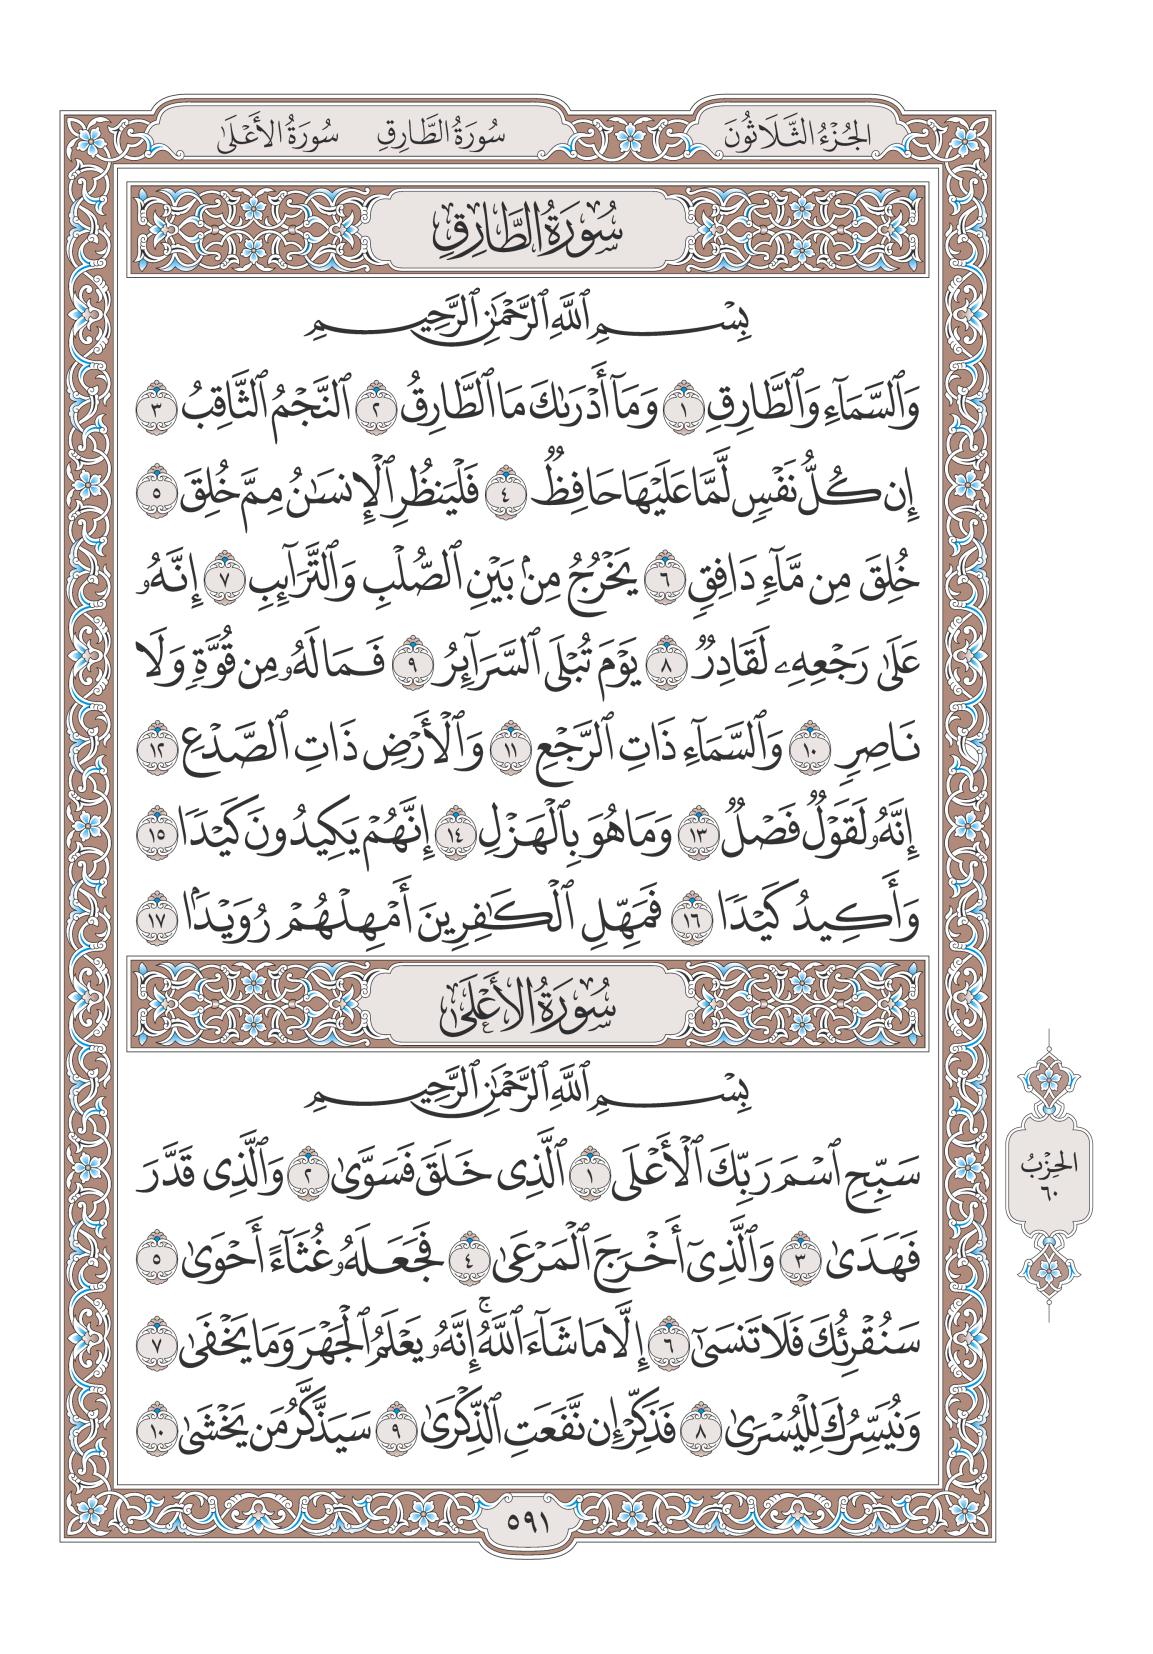 الجُزْءُ الثَّلَاثُونَ
سُورَةُ الطَّارِقِ سُورَةُ الأَعْلَى
سُورَةُ الطَّارِقِ
بِسْمِ ٱللَّهِ ٱلرَّحْمَٰنِ ٱلرَّحِيمِ
وَٱلسَّمَآءِ وَٱلطَّارِقِ ١ وَمَآ أَدْرَىٰكَ مَا ٱلطَّارِقُ ٢ ٱلنَّجْمُ ٱلثَّاقِبُ ٣
إِن كُلُّ نَفْسٍ لَّمَّا عَلَيْهَا حَافِظٌ ٤ فَلْيَنظُرِ ٱلْإِنسَٰنُ مِمَّ خُلِقَ ٥
خُلِقَ مِن مَّآءٍ دَافِقٍ ٦ يَخْرُجُ مِنۢ بَيْنِ ٱلصُّلْبِ وَٱلتَّرَآئِبِ ٧ إِنَّهُۥ
عَلَىٰ رَجْعِهِۦ لَقَادِرٌ ٨ يَوْمَ تُبْلَى ٱلسَّرَآئِرُ ٩ فَمَا لَهُۥ مِن قُوَّةٍ وَلَا
نَاصِرٍ ١٠ وَٱلسَّمَآءِ ذَاتِ ٱلرَّجْعِ ١١ وَٱلْأَرْضِ ذَاتِ ٱلصَّدْعِ ١٢
إِنَّهُۥ لَقَوْلٌ فَصْلٌ ١٣ وَمَا هُوَ بِٱلْهَزْلِ ١٤ إِنَّهُمْ يَكِيدُونَ كَيْدًا ١٥
وَأَكِيدُ كَيْدًا ١٦ فَمَهِّلِ ٱلْكَٰفِرِينَ أَمْهِلْهُمْ رُوَيْدًۢا ١٧
سُورَةُ الأَعْلَى
بِسْمِ ٱللَّهِ ٱلرَّحْمَٰنِ ٱلرَّحِيمِ
سَبِّحِ ٱسْمَ رَبِّكَ ٱلْأَعْلَى ١ ٱلَّذِى خَلَقَ فَسَوَّىٰ ٢ وَٱلَّذِى قَدَّرَ
فَهَدَىٰ ٣ وَٱلَّذِىٓ أَخْرَجَ ٱلْمَرْعَىٰ ٤ فَجَعَلَهُۥ غُثَآءً أَحْوَىٰ ٥
سَنُقْرِئُكَ فَلَا تَنسَىٰٓ ٦ إِلَّا مَا شَآءَ ٱللَّهُۚ إِنَّهُۥ يَعْلَمُ ٱلْجَهْرَ وَمَا يَخْفَىٰ ٧
وَنُيَسِّرُكَ لِلْيُسْرَىٰ ٨ فَذَكِّرْ إِن نَّفَعَتِ ٱلذِّكْرَىٰ ٩ سَيَذَّكَّرُ مَن يَخْشَىٰ ١٠
الحِزْبُ
٦٠
٥٩١